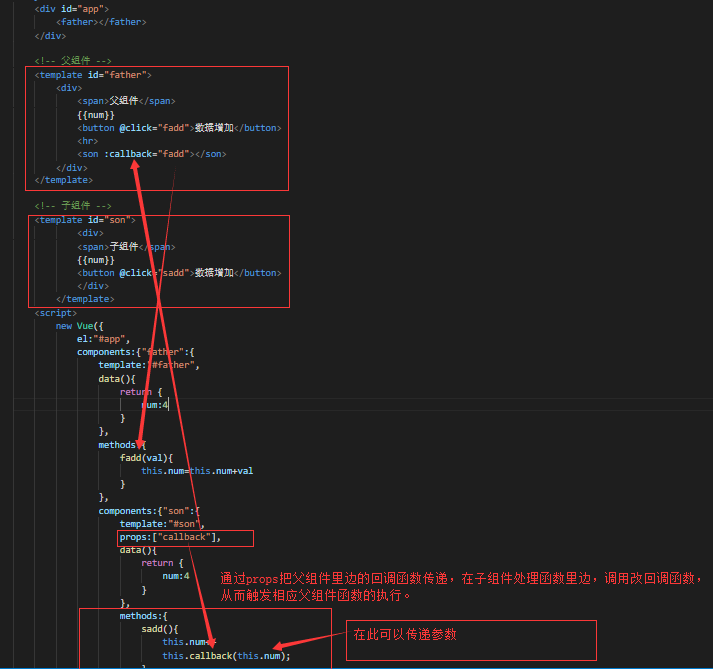 <div id="app">
<father></father>
</div>
<!-- 父组件 -->
<template id="father">
<div>
<span>父组件</span>
{{num}}
<button @click="fadd">数据增加</button>
<hr>
<son :callback="fadd"></son>
</div>
</template>
<!-- 子组件 -->
<template id="son">
<div>
<span>子组件</span>
{{num}}
<button @click="sadd">数据增加</button>
</div>
</template>
<script>
new Vue({
el:"#app",
components:{"father":{
template:"#father",
data(){
return {
num:4
}
},
methods:{
fadd(val){
this.num=this.num+val
}
},
components:{"son":{
template:"#son",
props:["callback"],
data(){
return {
num:4
}
},
methods:{
sadd(){
this.num+
this.callback(this.num);
通过props把父组件里边的回调函数传递，在子组件处理函数里边，调用改回调函数，
从而触发相应父组件函数的执行。
在此可以传递参数